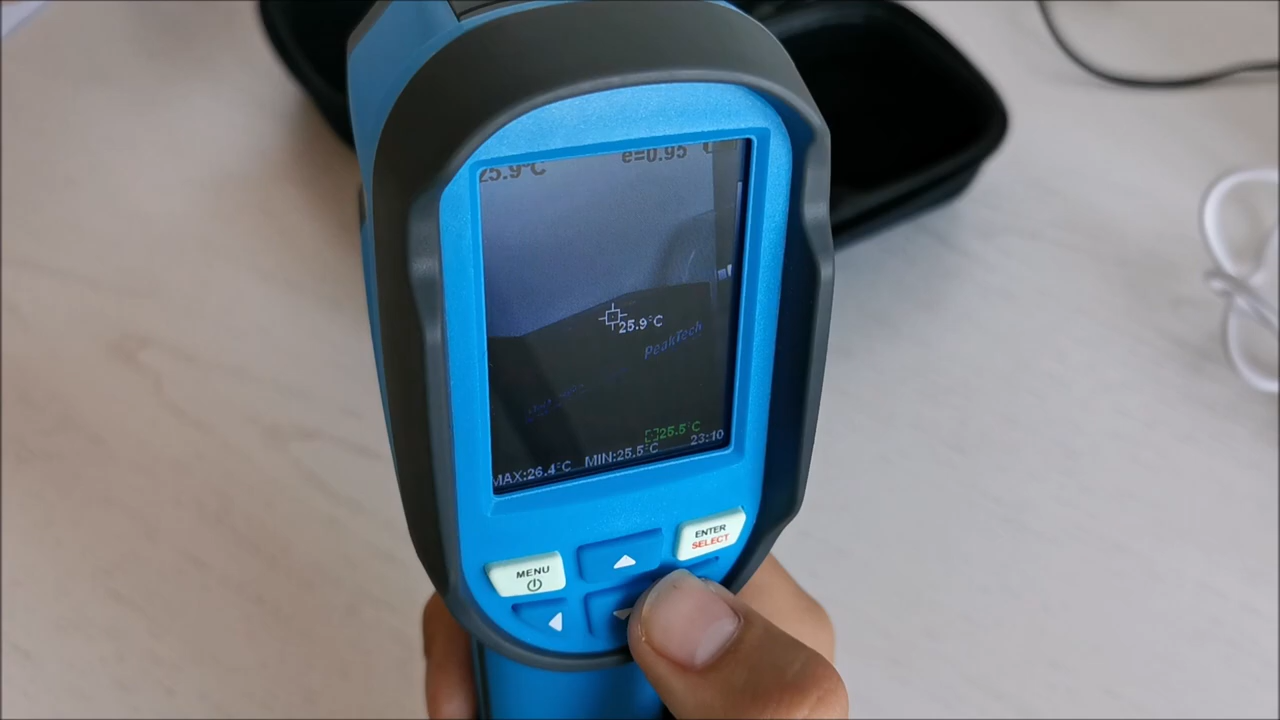 25.9°C
e=0.95
25.9°C
PeakTech
25.5°C
MAX:26.4°C MIN:25.5°C 23:10
ENTER
SELECT
MENU